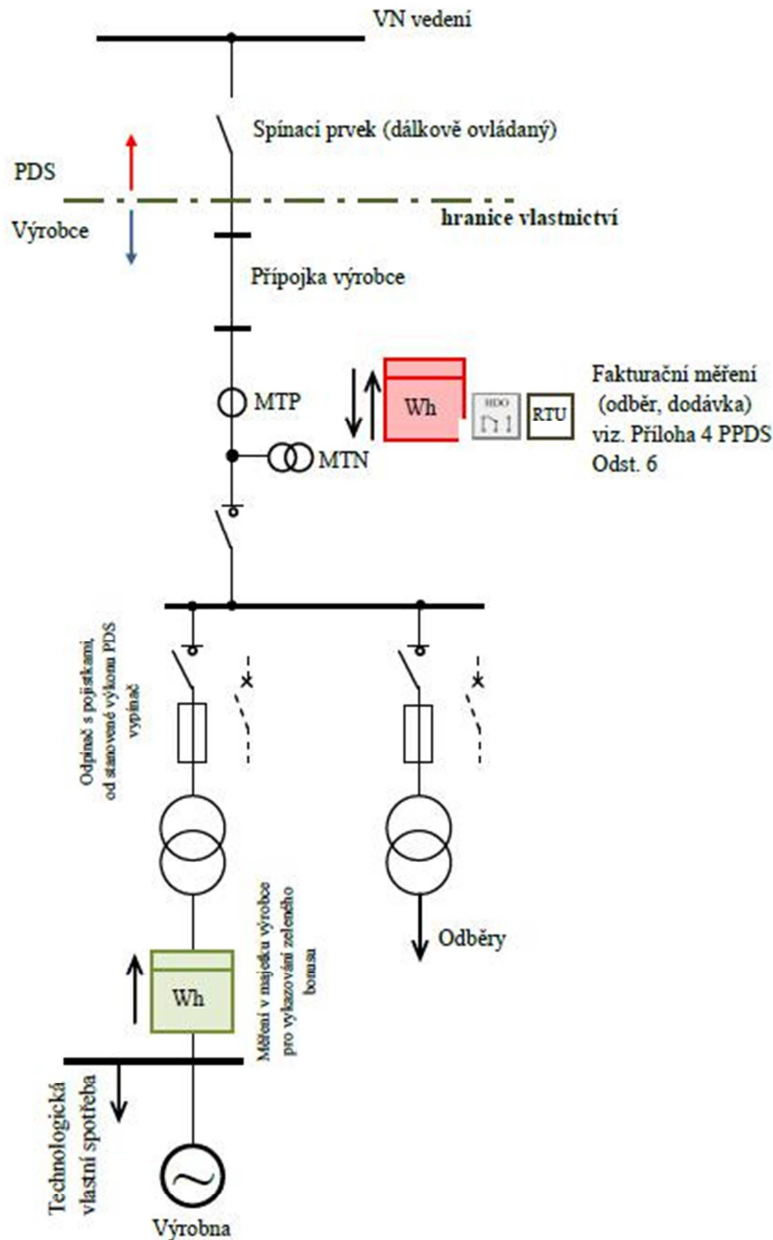 VN vedení
Spínací prvek (dálkově ovládaný)
PDS
hranice vlastnictví
Výrobce
Přípojka výrobce
MTP
Wh
HDO
RTU
Fakturační měření
(odběr, dodávka)
viz. Příloha 4 PPDS
Odst. 6
MTN
Odpínač s pojistkami,
od stanovené výkonu PDS
vypínač
Odběry
Wh
Měření v majetku výrobce
pro vykazování zeleného
bonusu
Technologická
vlastní spotřeba
Výrobna